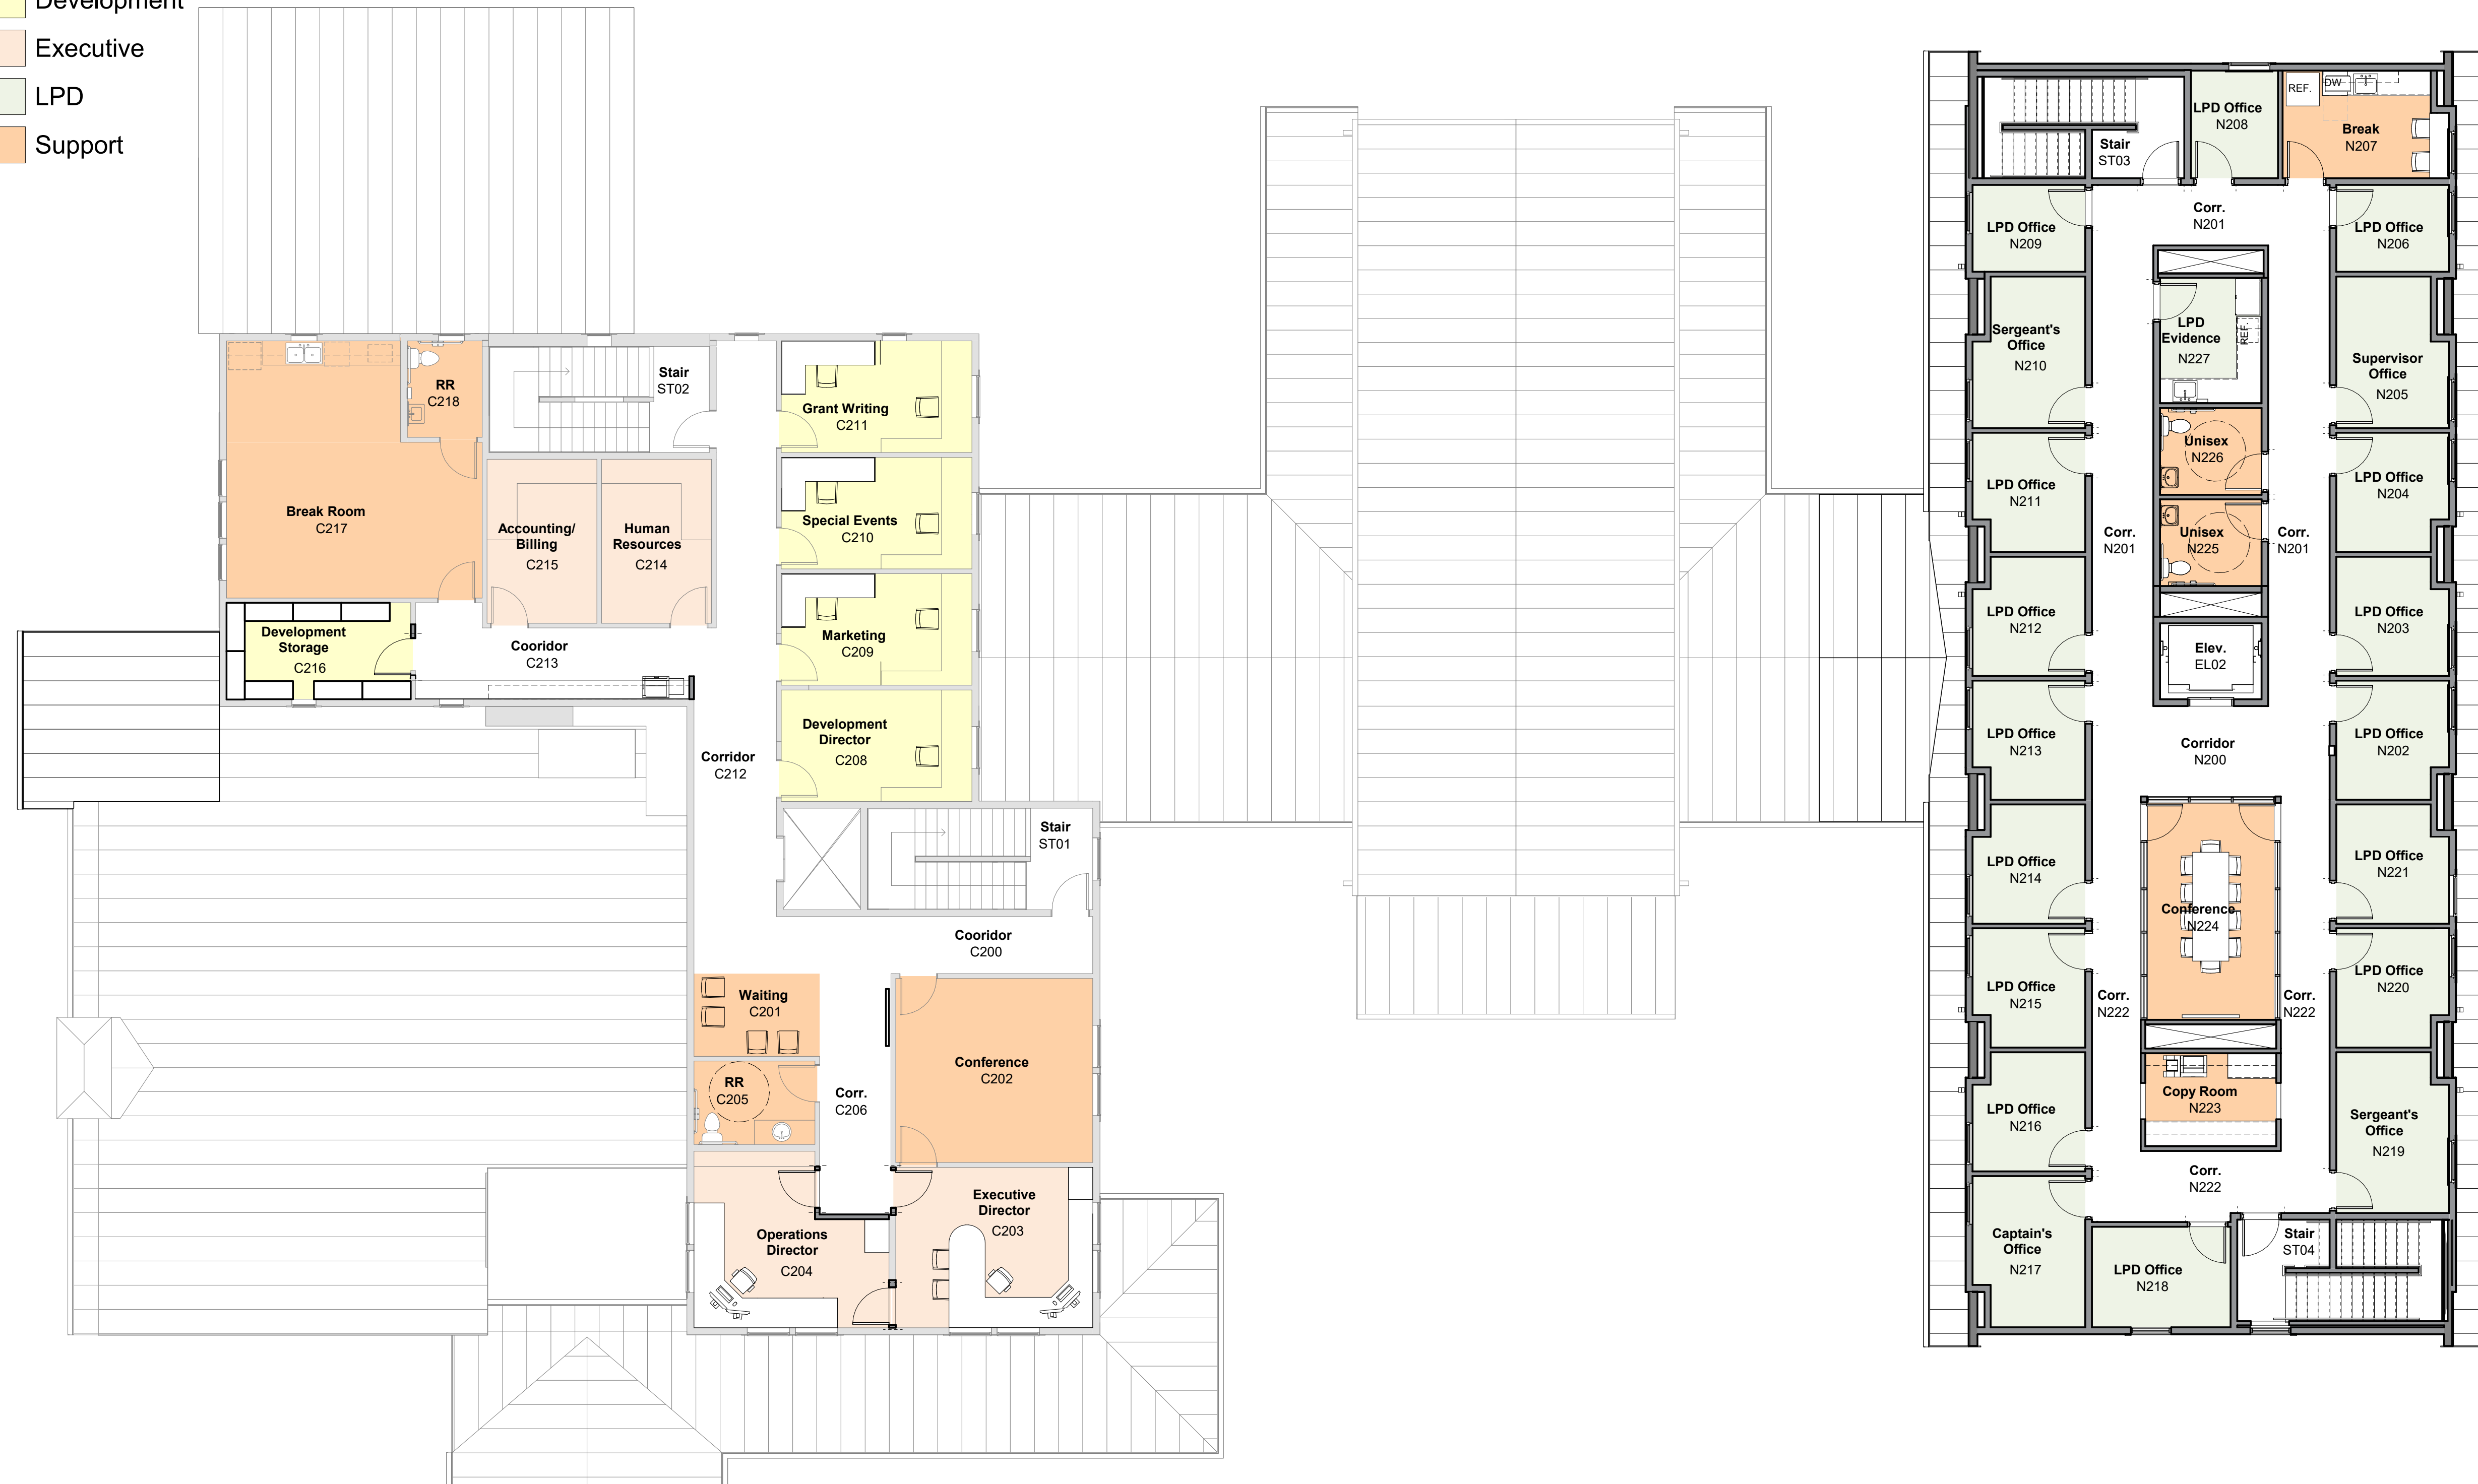 Development
Executive
LPD
Support
RR
C218
Stair
ST02
Break Room
C217
Accounting/
Billing
C215
Human
Resources
C214
Grant Writing
C211
Special Events
C210
Marketing
C209
Development
Director
C208
Development
Storage
C216
Cooridor
C213
Corridor
C212
Stair
ST01
Cooridor
C200
Waiting
C201
RR
C205
Corr.
C206
Conference
C202
Operations
Director
C204
Executive
Director
C203
Stair
ST03
LPD Office
N208
REF.
DW
Break
N207
LPD Office
N209
Corr.
N201
LPD Office
N206
Sergeant's
Office
N210
LPD
Evidence
N227
REF.
Supervisor
Office
N205
LPD Office
N211
Unisex
N226
LPD Office
N204
Corr.
N201
Unisex
N225
Corr.
N201
LPD Office
N212
LPD Office
N203
Elev.
EL02
LPD Office
N213
Corridor
N200
LPD Office
N202
LPD Office
N214
LPD Office
N221
Conference
N224
LPD Office
N215
LPD Office
N220
Corr.
N222
Corr.
N222
LPD Office
N216
Copy Room
N223
Sergeant's
Office
N219
Corr.
N222
Captain's
Office
N217
LPD Office
N218
Stair
ST04